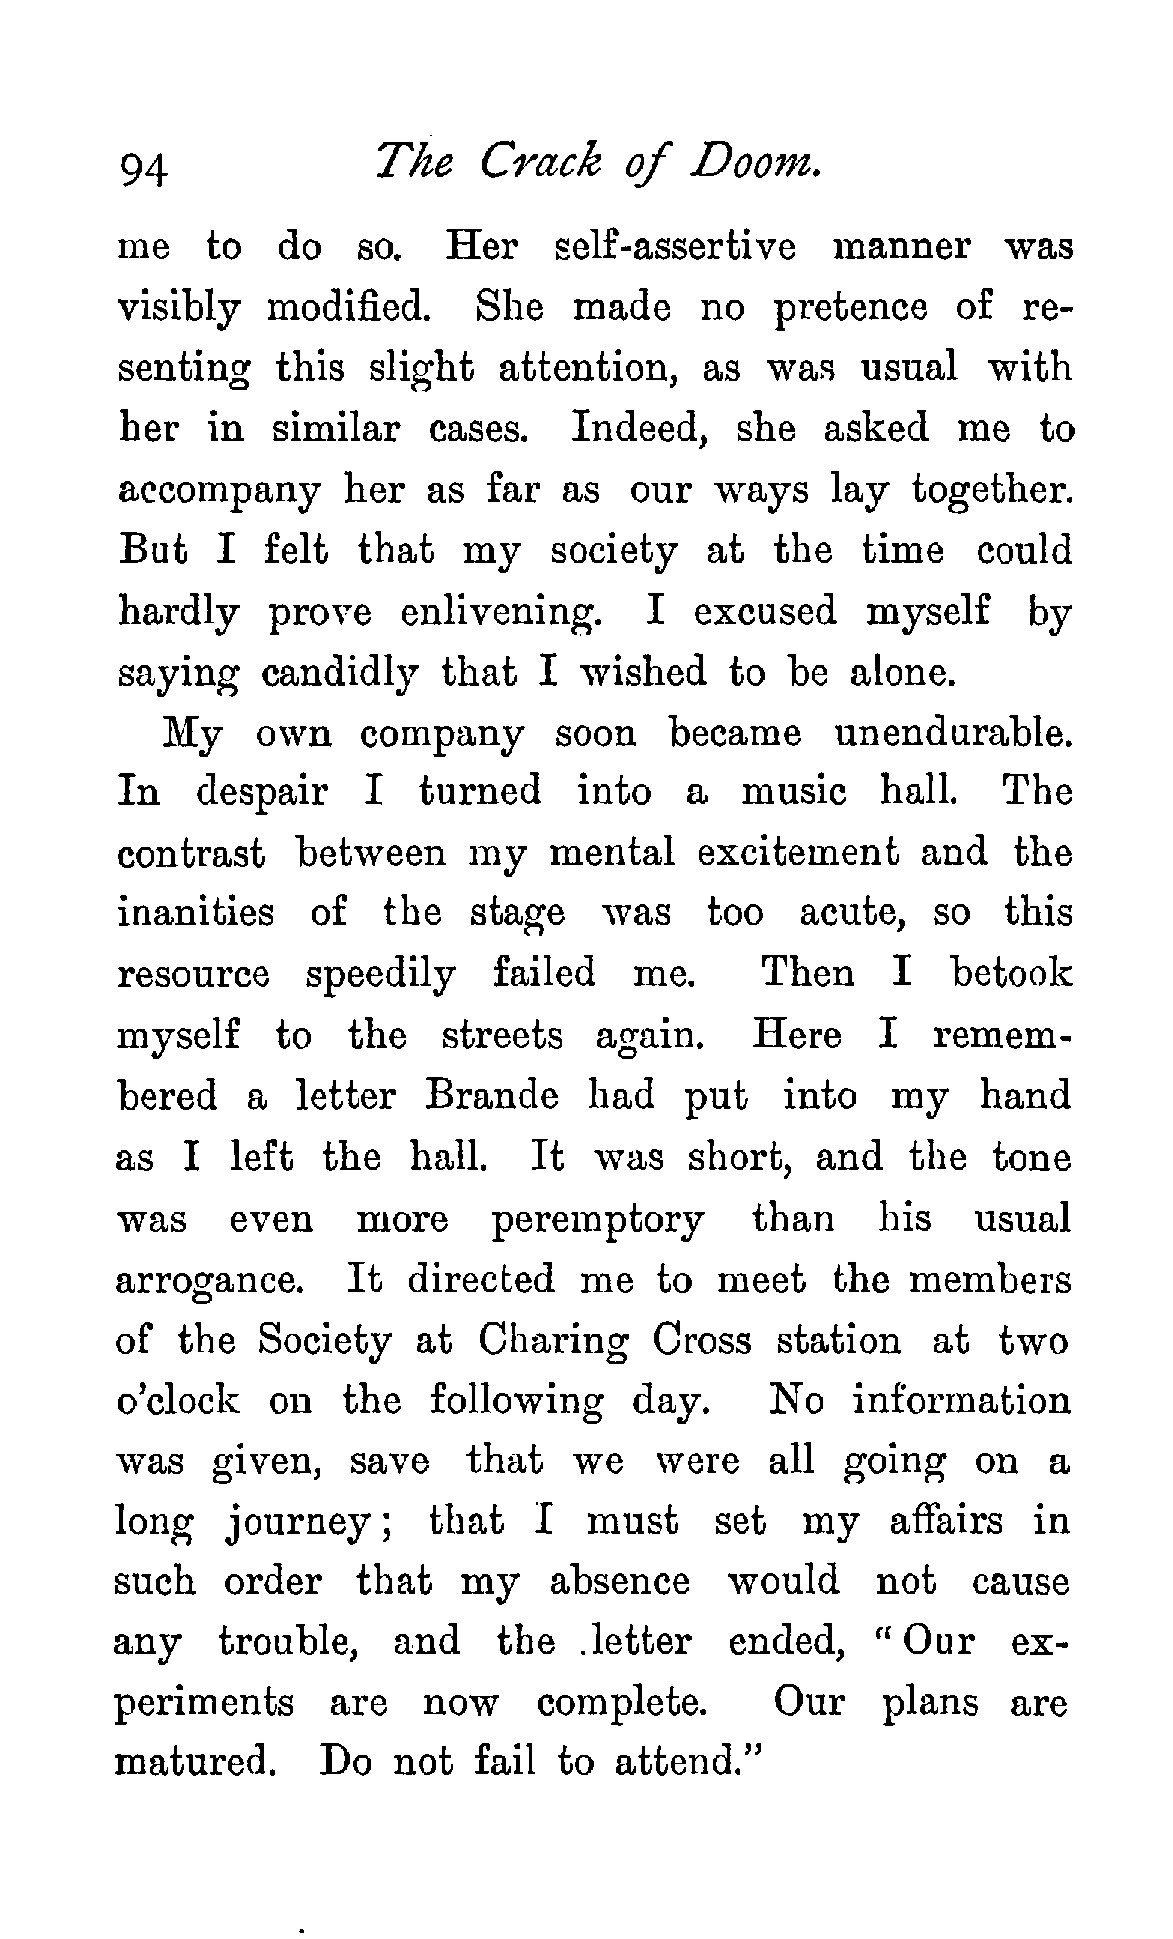 94 The Crack of Doom.
me to do so. Her self-assertive manner was
visibly modified. She made no pretence of re-
senting this slight attention, as was usual with
her in similar cases. Indeed, she asked me to
accompany her as far as our ways lay together.
But I felt that my society at the time could
hardly prove enlivening. I excused myself by
saying candidly that I wished to be alone.
My own company soon became unendurable.
In despair I turned into a music hall. The
contrast between my mental excitement and the
inanities of the stage was too acute, so this
resource speedily failed me. Then I betook
myself to the streets again. Here I remem-
bered a letter Brande had put into my hand
as I left the hall. It was short, and the tone
was even more peremptory than his usual
arrogance. It directed me to meet the members
of the Society at Charing Cross station at two
o'clock on the following day. No information
was given, save that we were all going on a
long journey; that I must set my affairs in
such order that my absence would not cause
any trouble, and the letter ended, "Our ex-
periments are now complete. Our plans are
matured. Do not fail to attend."